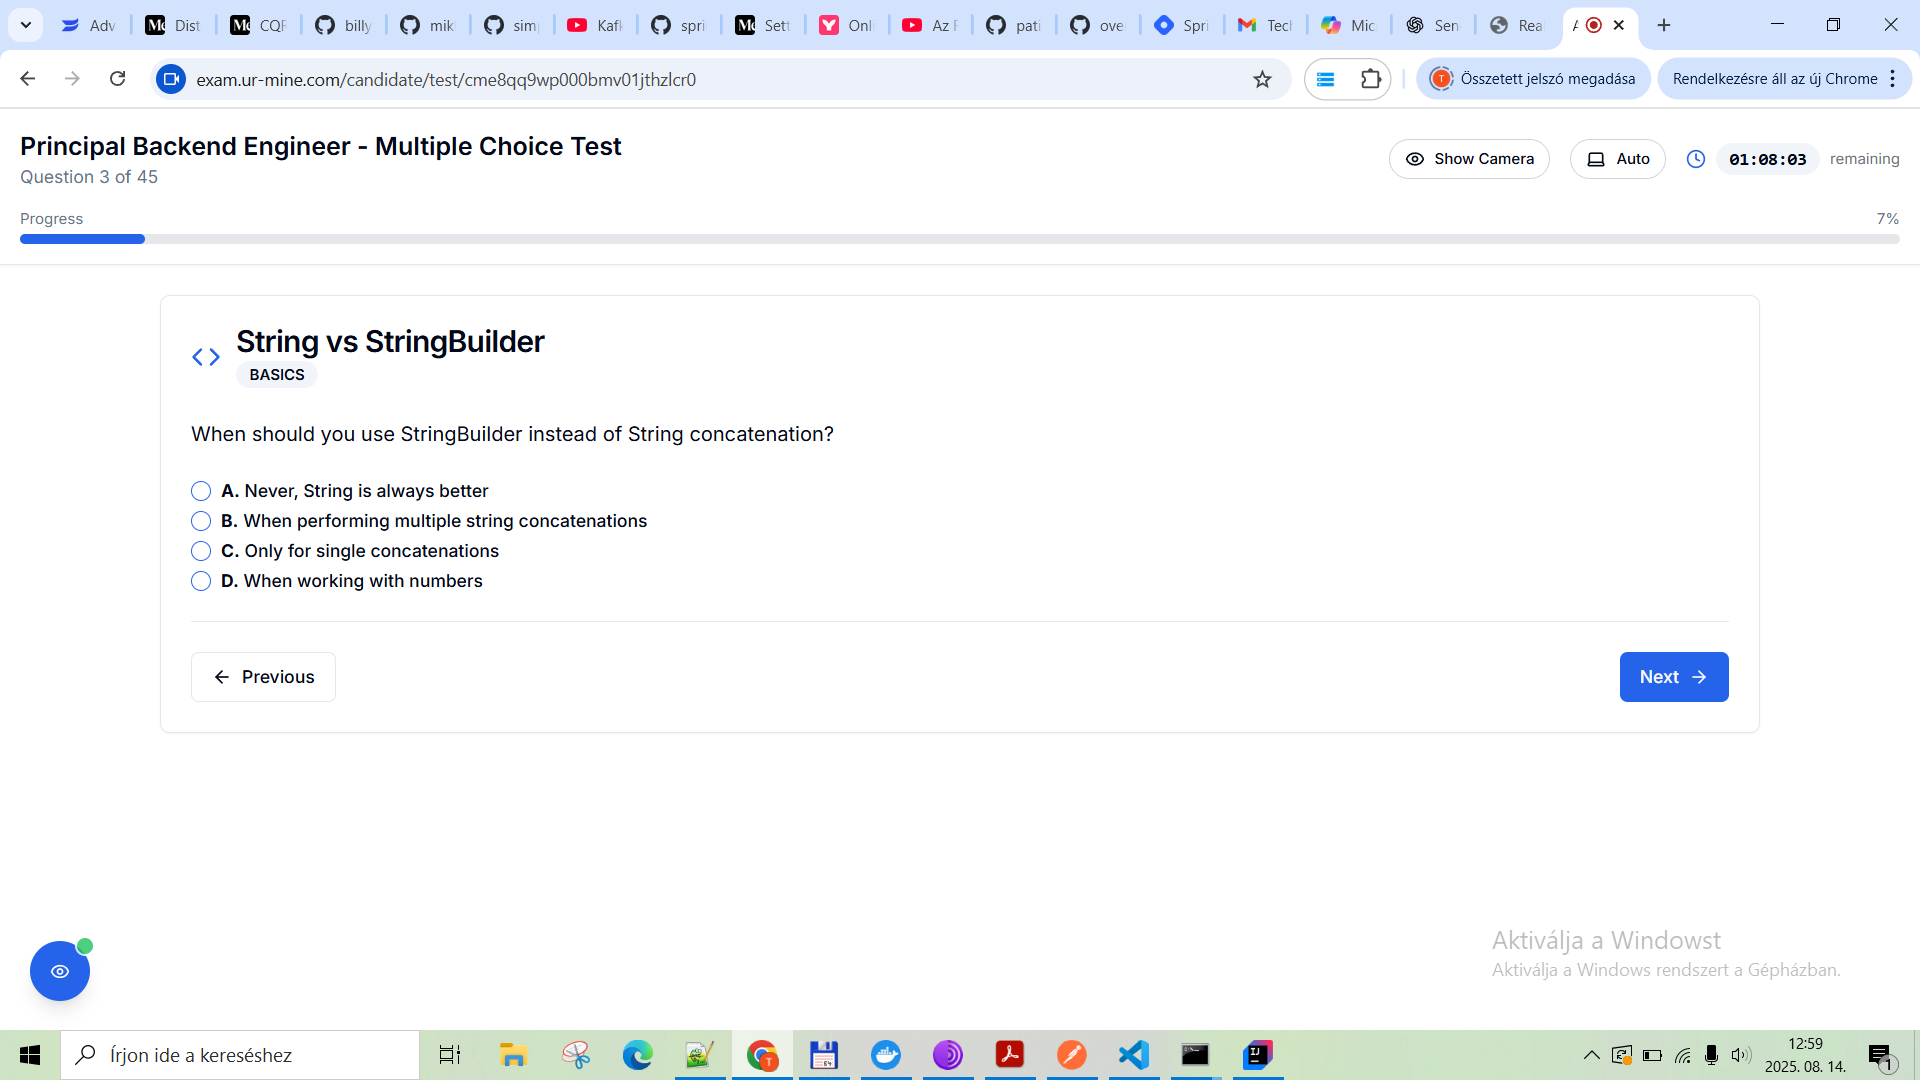 Adv
Dist
CQF
billy
mik
sim
Kafk
spri
Sett
Onli
Az F
pati
ove
Spri
Tech
Mic
Sen
Rea
exam.ur-mine.com/candidate/test/cme8qq9wp000bmv01jthzlcr0
Összetett jelszó megadása
Rendelkezésre áll az új Chrome
Principal Backend Engineer - Multiple Choice Test
Question 3 of 45
Show Camera
Auto
01:08:03 remaining
Progress
7%
String vs StringBuilder
BASICS
When should you use StringBuilder instead of String concatenation?
A. Never, String is always better
B. When performing multiple string concatenations
C. Only for single concatenations
D. When working with numbers
Previous
Next
Aktiválja a Windowst
Aktiválja a Windows rendszert a Gépházban.
Írjon ide a kereséshez
12:59
2025. 08. 14.
1